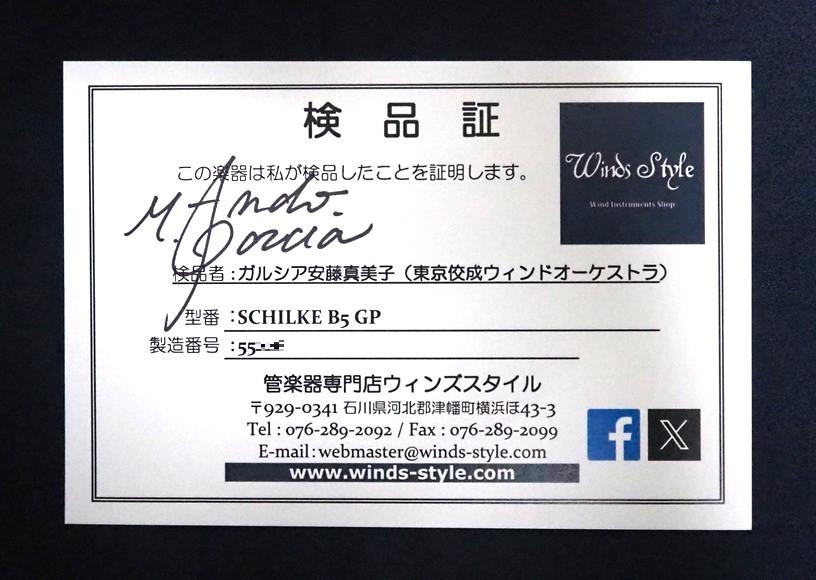 検品証
Winds Style
Wind Instruments Shop
この楽器は私が検品したことを証明します。
M. Ando Garcia
検品者:ガルシア安藤真美子(東京佼成ウィンドオーケストラ)
型番:SCHILKE B5 GP
製造番号:55
管楽器専門店ウィンズスタイル
〒929-0341 石川県河北郡津幡町横浜ほ43-3
Tel : 076-289-2092 / Fax : 076-289-2099
E-mail:webmaster@winds-style.com
www.winds-style.com
f
X